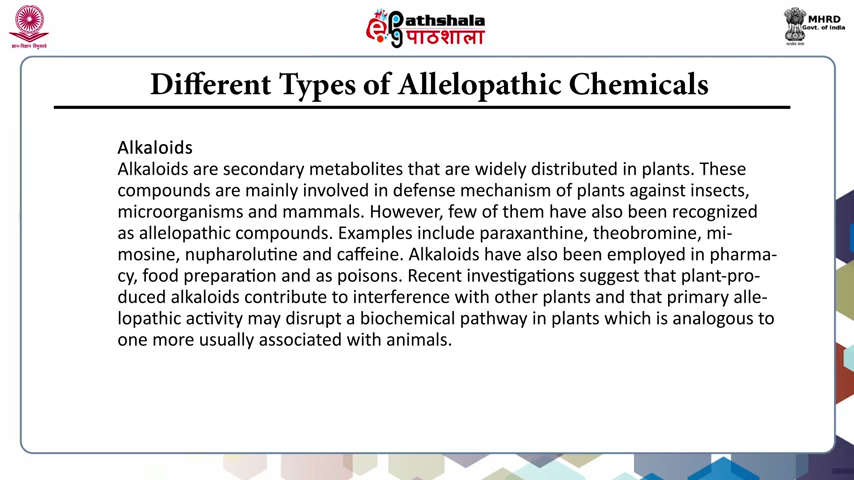 ज्ञान-विज्ञान विमुक्तये
ePG Pathshala
पाठशाला
MHRD
Govt. of India
Different Types of Allelopathic Chemicals
Alkaloids
Alkaloids are secondary metabolites that are widely distributed in plants. These
compounds are mainly involved in defense mechanism of plants against insects,
microorganisms and mammals. However, few of them have also been recognized
as allelopathic compounds. Examples include paraxanthine, theobromine, mi-
mosine, nupharolutine and caffeine. Alkaloids have also been employed in pharma-
cy, food preparation and as poisons. Recent investigations suggest that plant-pro-
duced alkaloids contribute to interference with other plants and that primary alle-
lopathic activity may disrupt a biochemical pathway in plants which is analogous to
one more usually associated with animals.